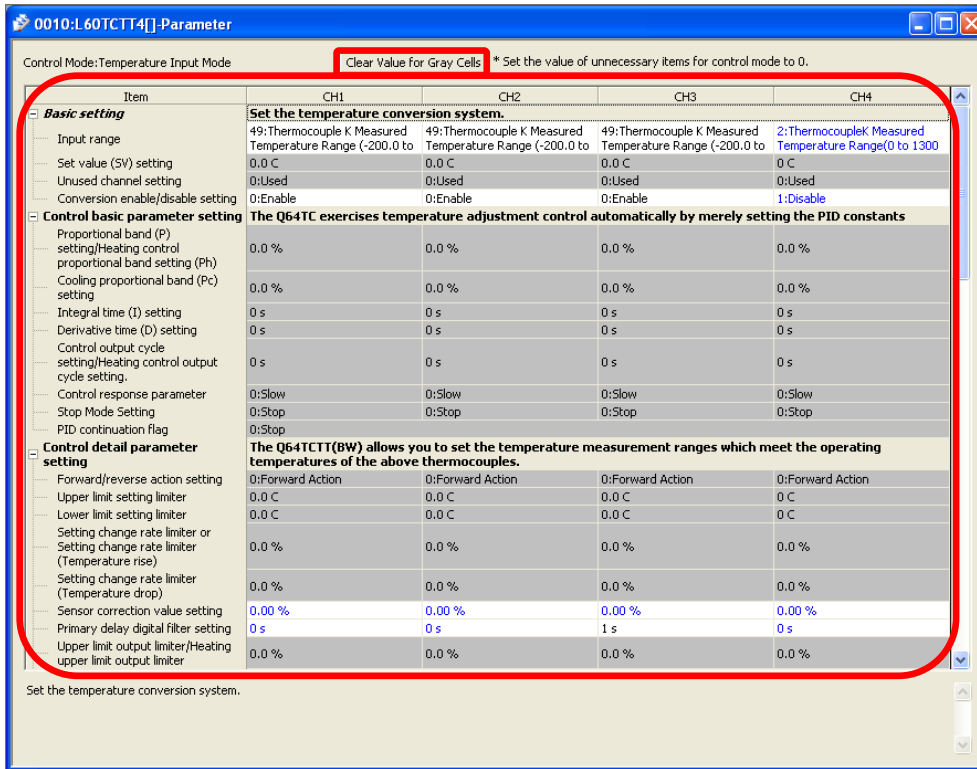 0010:L60TCTT4[]-Parameter
Control Mode:Temperature Input Mode
Clear Value for Gray Cells
* Set the value of unnecessary items for control mode to 0.
Item CH1 CH2 CH3 CH4
Basic setting Set the temperature conversion system.
Input range
49:Thermocouple K Measured
Temperature Range (-200.0 to
49:Thermocouple K Measured
Temperature Range (-200.0 to
49:Thermocouple K Measured
Temperature Range (-200.0 to
2:ThermocoupleK Measured
Temperature Range(0 to 1300
Set value (SV) setting 0.0 C 0.0 C 0.0 C 0 C
Unused channel setting 0:Used 0:Used 0:Used 0:Used
Conversion enable/disable setting 0:Enable 0:Enable 0:Enable 1:Disable
Control basic parameter setting The Q64TC exercises temperature adjustment control automatically by merely setting the PID constants
Proportional band (P)
setting/Heating control
proportional band setting (Ph)
0.0 % 0.0 % 0.0 % 0.0 %
Cooling proportional band (Pc)
setting
0.0 % 0.0 % 0.0 % 0.0 %
Integral time (I) setting 0 s 0 s 0 s 0 s
Derivative time (D) setting 0 s 0 s 0 s 0 s
Control output cycle
setting/Heating control output
cycle setting.
0 s 0 s 0 s 0 s
Control response parameter 0:Slow 0:Slow 0:Slow 0:Slow
Stop Mode Setting 0:Stop 0:Stop 0:Stop 0:Stop
PID continuation flag 0:Stop
Control detail parameter
setting
The Q64TCTT(BW) allows you to set the temperature measurement ranges which meet the operating
temperatures of the above thermocouples.
Forward/reverse action setting 0:Forward Action 0:Forward Action 0:Forward Action 0:Forward Action
Upper limit setting limiter 0.0 C 0.0 C 0.0 C 0 C
Lower limit setting limiter 0.0 C 0.0 C 0.0 C 0 C
Setting change rate limiter or
Setting change rate limiter
(Temperature rise)
0.0 % 0.0 % 0.0 % 0.0 %
Setting change rate limiter
(Temperature drop)
0.0 % 0.0 % 0.0 % 0.0 %
Sensor correction value setting 0.00 % 0.00 % 0.00 % 0.00 %
Primary delay digital filter setting 0 s 0 s 1 s 0 s
Upper limit output limiter/Heating
upper limit output limiter
0.0 % 0.0 % 0.0 % 0.0 %
Set the temperature conversion system.